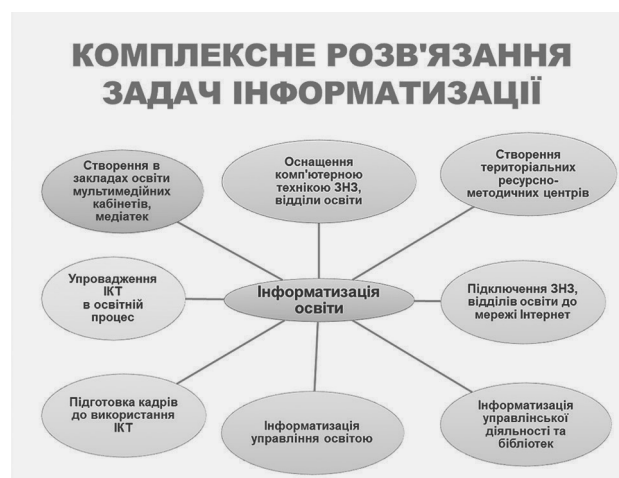 КОМПЛЕКСНЕ РОЗВ'ЯЗАННЯ
ЗАДАЧ ІНФОРМАТИЗАЦІЇ
Створення в
закладах освіти
мультимедійних
кабінетів,
медіатек
Оснащення
комп'ютерною
технікою ЗНЗ,
відділи освіти
Створення
територіальних
ресурсно-
методичних центрів
Упровадження
ІКТ
в освітній
процес
Інформатизація
освіти
Підключення ЗНЗ,
відділів освіти до
мережі Інтернет
Підготовка кадрів
до використання
ІКТ
Інформатизація
управління освітою
Інформатизація
управлінської
діяльності та
бібліотек